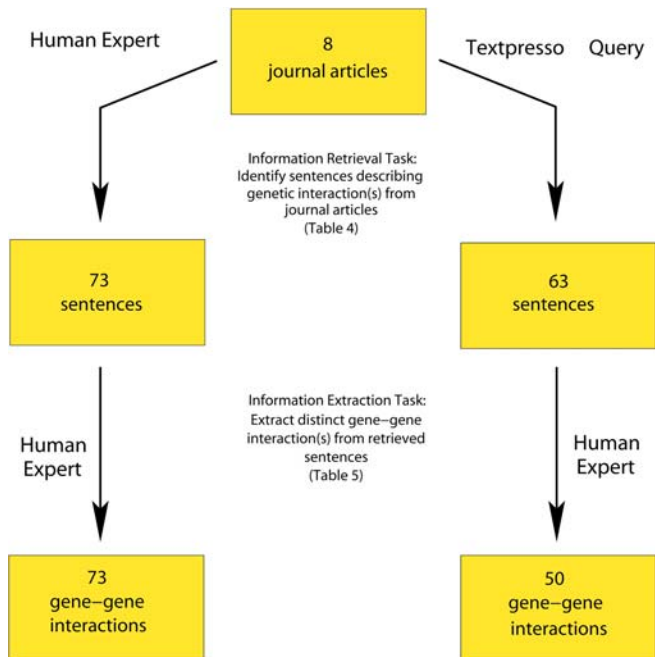 Human Expert
8
journal articles
Textpresso Query
Information Retrieval Task:
Identify sentences describing
genetic interaction(s) from
journal articles
(Table 4)
73
sentences
63
sentences
Information Extraction Task:
Extract distinct gene–gene
interaction(s) from retrieved
sentences
(Table 5)
Human
Expert
Human
Expert
73
gene–gene
interactions
50
gene–gene
interactions